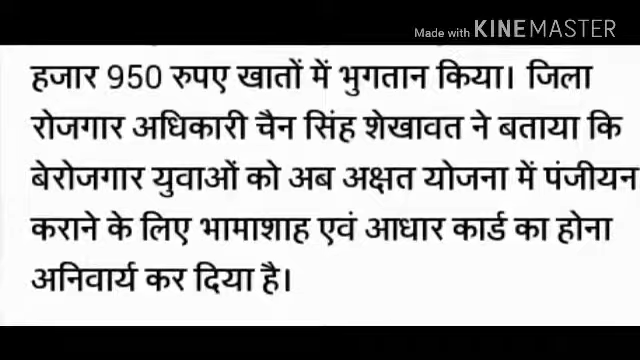 Made with KINEMASTER
हजार 950 रुपए खातों में भुगतान किया। जिला
रोजगार अधिकारी चैन सिंह शेखावत ने बताया कि
बेरोजगार युवाओं को अब अक्षत योजना में पंजीयन
कराने के लिए भामाशाह एवं आधार कार्ड का होना
अनिवार्य कर दिया है।